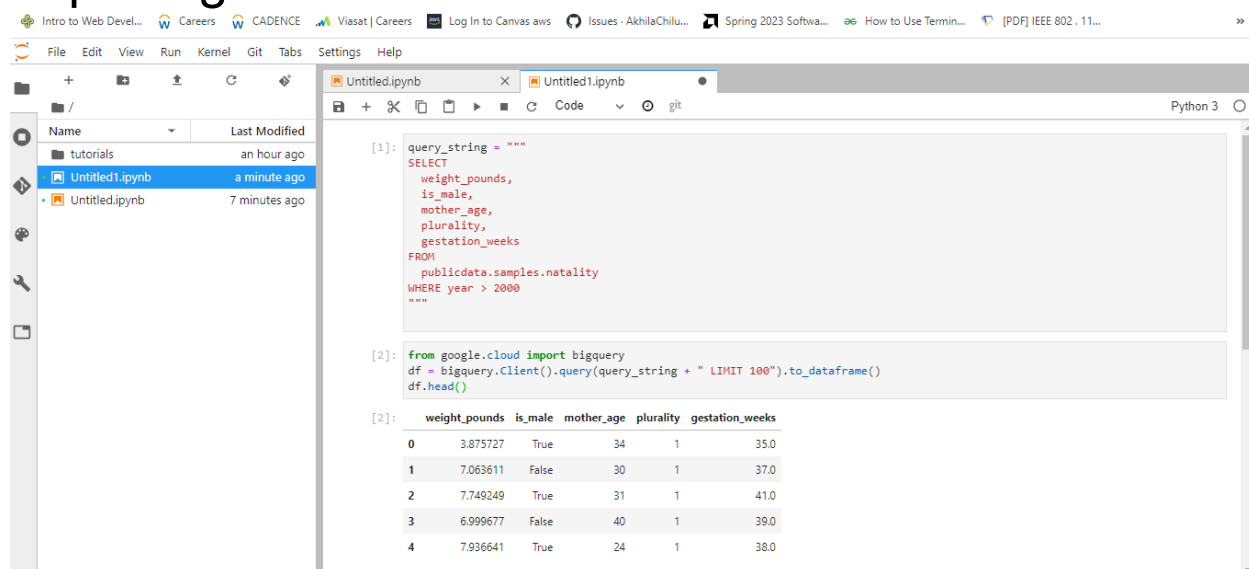 Intro to Web Devel... Careers CADENCE Viasat | Careers Log In to Canvas aws Issues · AkhilaChilu... Spring 2023 Softwa... How to Use Termin... [PDF] IEEE 802 . 11... »
File Edit View Run Kernel Git Tabs Settings Help
Untitled.ipynb × Untitled1.ipynb
/
Code git Python 3
Name Last Modified
tutorials an hour ago
Untitled1.ipynb a minute ago
Untitled.ipynb 7 minutes ago
[1]: query_string = """
SELECT
weight_pounds,
is_male,
mother_age,
plurality,
gestation_weeks
FROM
publicdata.samples.natality
WHERE year > 2000
"""
[2]: from google.cloud import bigquery
df = bigquery.Client().query(query_string + " LIMIT 100").to_dataframe()
df.head()
[2]: weight_pounds is_male mother_age plurality gestation_weeks
0 3.875727 True 34 1 35.0
1 7.063611 False 30 1 37.0
2 7.749249 True 31 1 41.0
3 6.999677 False 40 1 39.0
4 7.936641 True 24 1 38.0